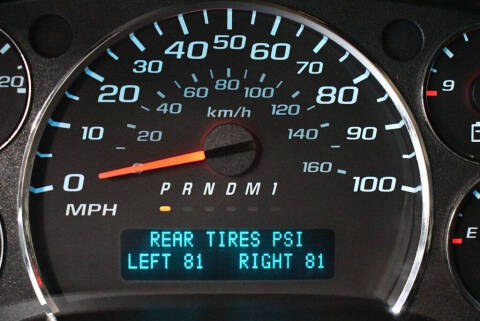 0 10 20 30 40 50 60 70 80 90 100
20 40 60 80 100 120 140 160
km/h
MPH
P R N D M 1
REAR TIRES PSI
LEFT 81 RIGHT 81
120
9
E